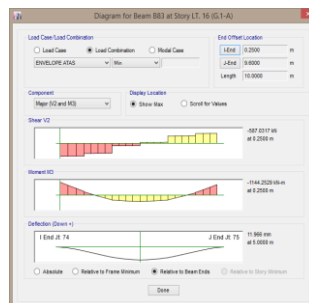 Diagram for Beam B83 at Story LT. 16 (G.1-A)
Load Case/Load Combination
Load Case
Load Combination
Modal Case
ENVELOPE ATAS
Min
End Offset Location
I-End
0.2500
m
J-End
9.6000
m
Length
10.0000
m
Component
Major (V2 and M3)
Display Location
Show Max
Scroll for Values
Shear V2
-587.0317 kN
at 0.2500 m
Moment M3
-1144.2528 kN-m
at 0.2500 m
Deflection (Down +)
I End Jt: 74
J End Jt: 75
11.966 mm
at 5.0000 m
Absolute
Relative to Frame Minimum
Relative to Beam Ends
Relative to Story Minimum
Done